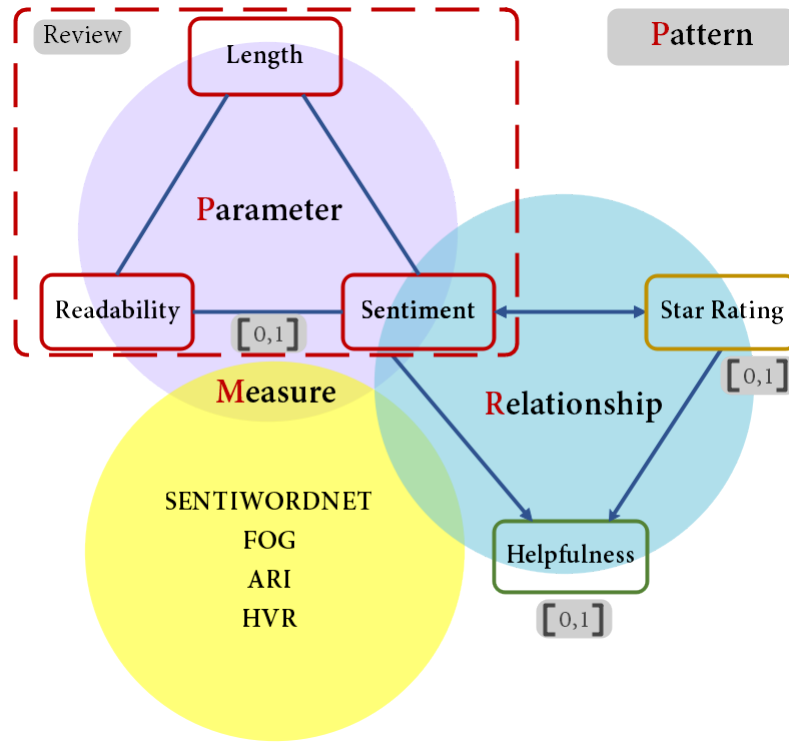 Review
Length
Pattern
Parameter
Readability
Sentiment
Star Rating
[0,1]
[0,1]
Measure
Relationship
SENTIWORDNET
FOG
ARI
HVR
Helpfulness
[0,1]